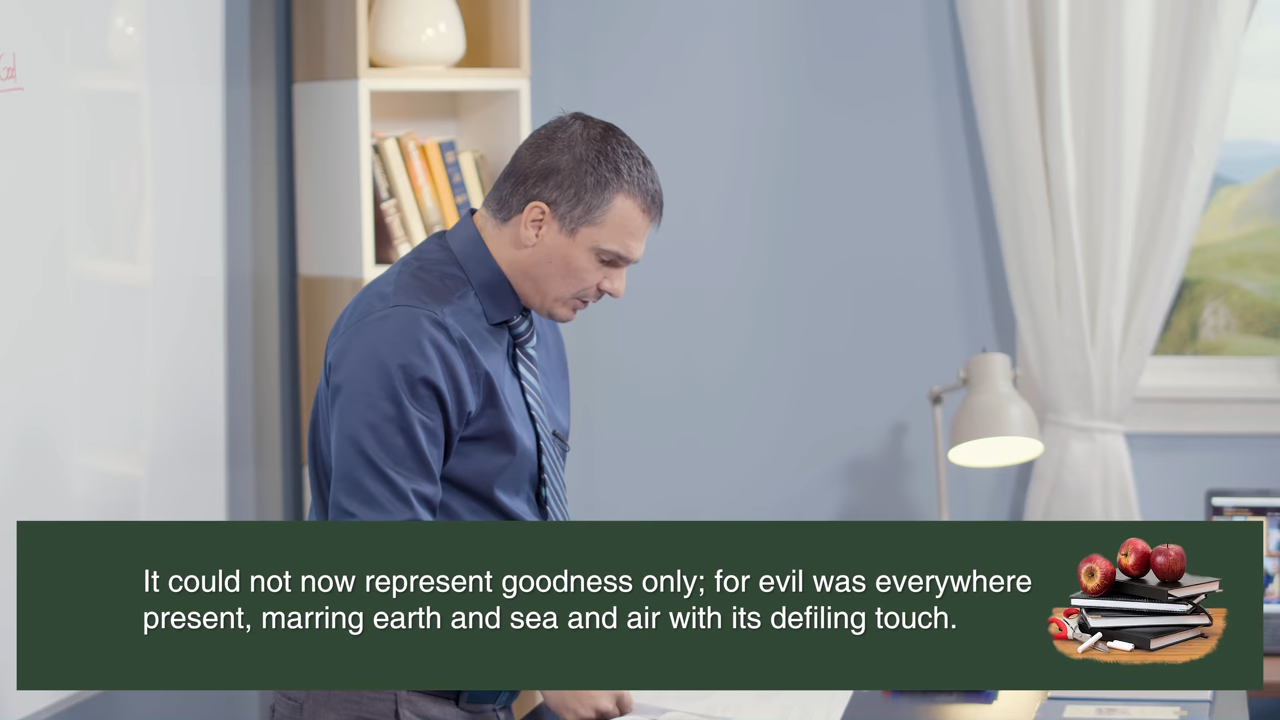 It could not now represent goodness only; for evil was everywhere
present, marring earth and sea and air with its defiling touch.